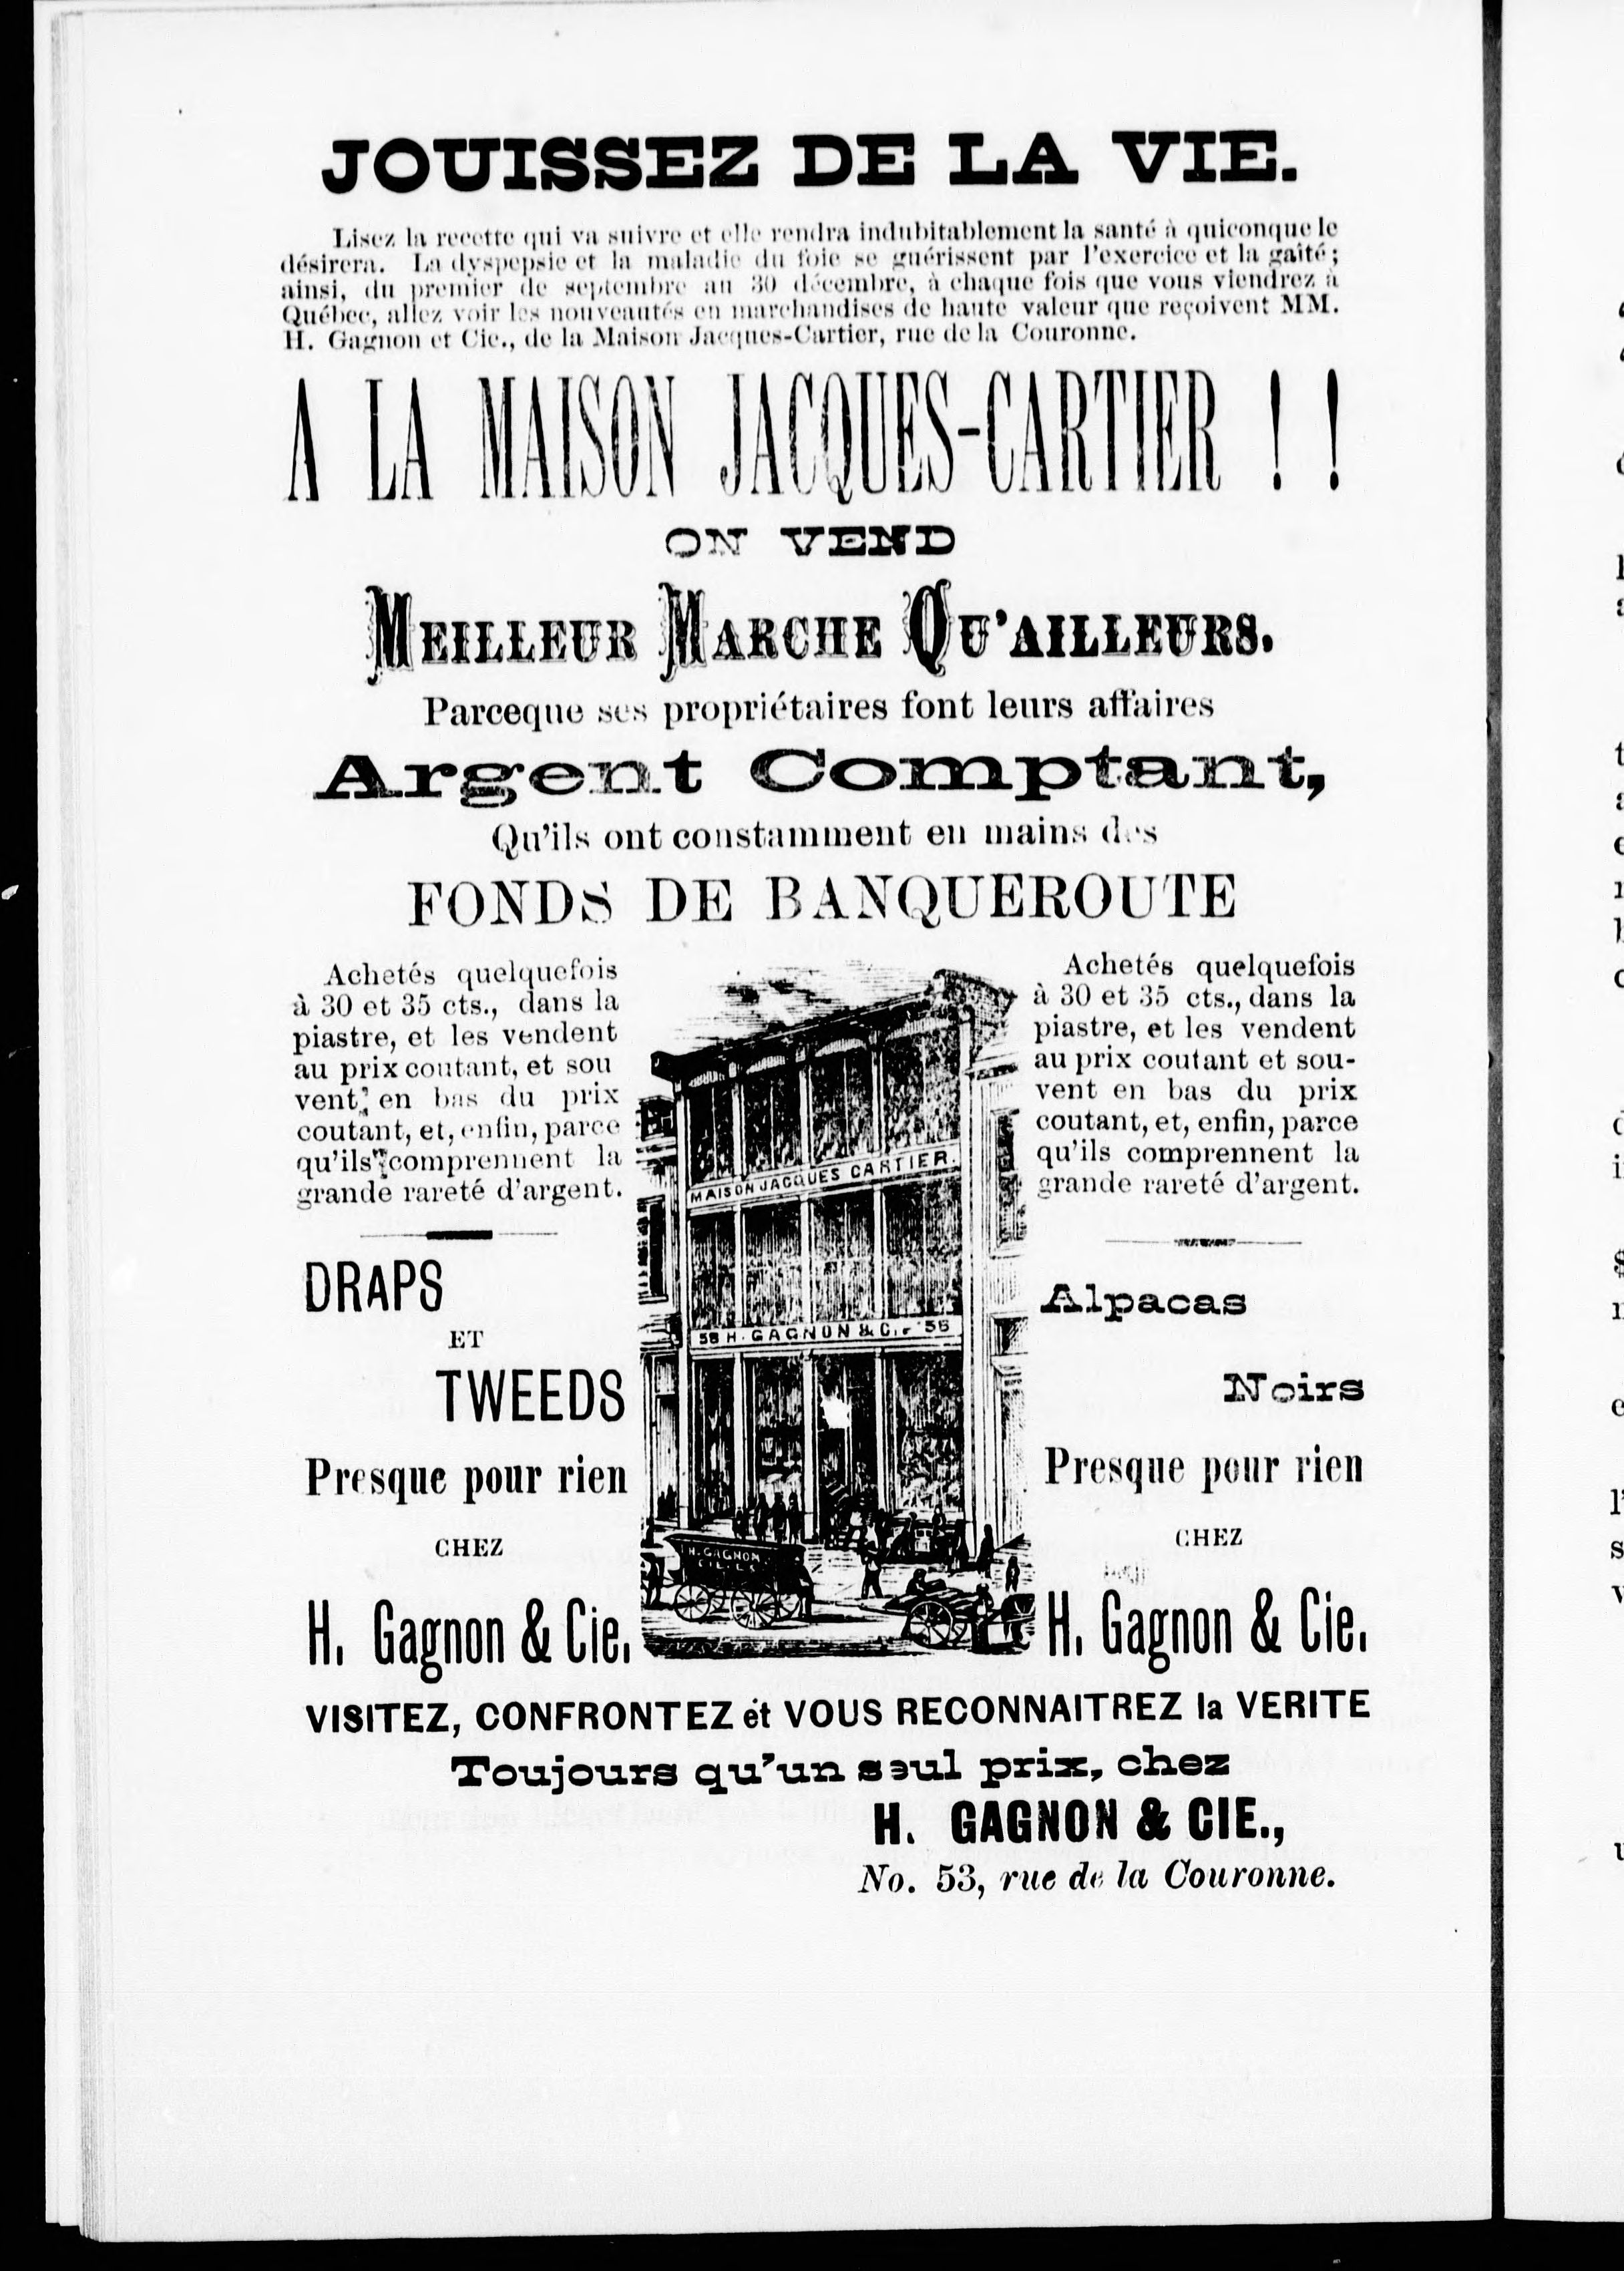 JOUISSEZ DE LA VIE.
Lisez la recette qui va suivre et elle rendra indubitablement la santé à quiconque le
désirera. La dyspepsie et la maladie du foie se guérissent par l'exercice et la gaîté;
ainsi, du premier de septembre au 30 décembre, à chaque fois que vous viendrez à
Québec, allez voir les nouveautés en marchandises de haute valeur que reçoivent MM.
H. Gagnon et Cie., de la Maison Jacques-Cartier, rue de la Couronne.
A LA MAISON JACQUES-CARTIER ! !
ON VEND
MEILLEUR MARCHE QU'AILLEURS.
Parceque ses propriétaires font leurs affaires
Argent Comptant,
Qu'ils ont constamment en mains des
FONDS DE BANQUEROUTE
Achetés quelquefois
à 30 et 35 cts., dans la
piastre, et les vendent
au prix coutant, et sou
vent en bas du prix
coutant, et, enfin, parce
qu'ils comprennent la
grande rareté d'argent.
DRAPS
ET
TWEEDS
Presque pour rien
CHEZ
H. Gagnon & Cie.
MAISON JACQUES CARTIER.
56 H. GAGNON & Cie 56
H. GAGNON
Achetés quelquefois
à 30 et 35 cts., dans la
piastre, et les vendent
au prix coutant et sou-
vent en bas du prix
coutant, et, enfin, parce
qu'ils comprennent la
grande rareté d'argent.
Alpacas
Noirs
Presque pour rien
CHEZ
H. Gagnon & Cie.
VISITEZ, CONFRONTEZ et VOUS RECONNAITREZ la VERITE
Toujours qu'un seul prix, chez
H. GAGNON & CIE.,
No. 53, rue de la Couronne.